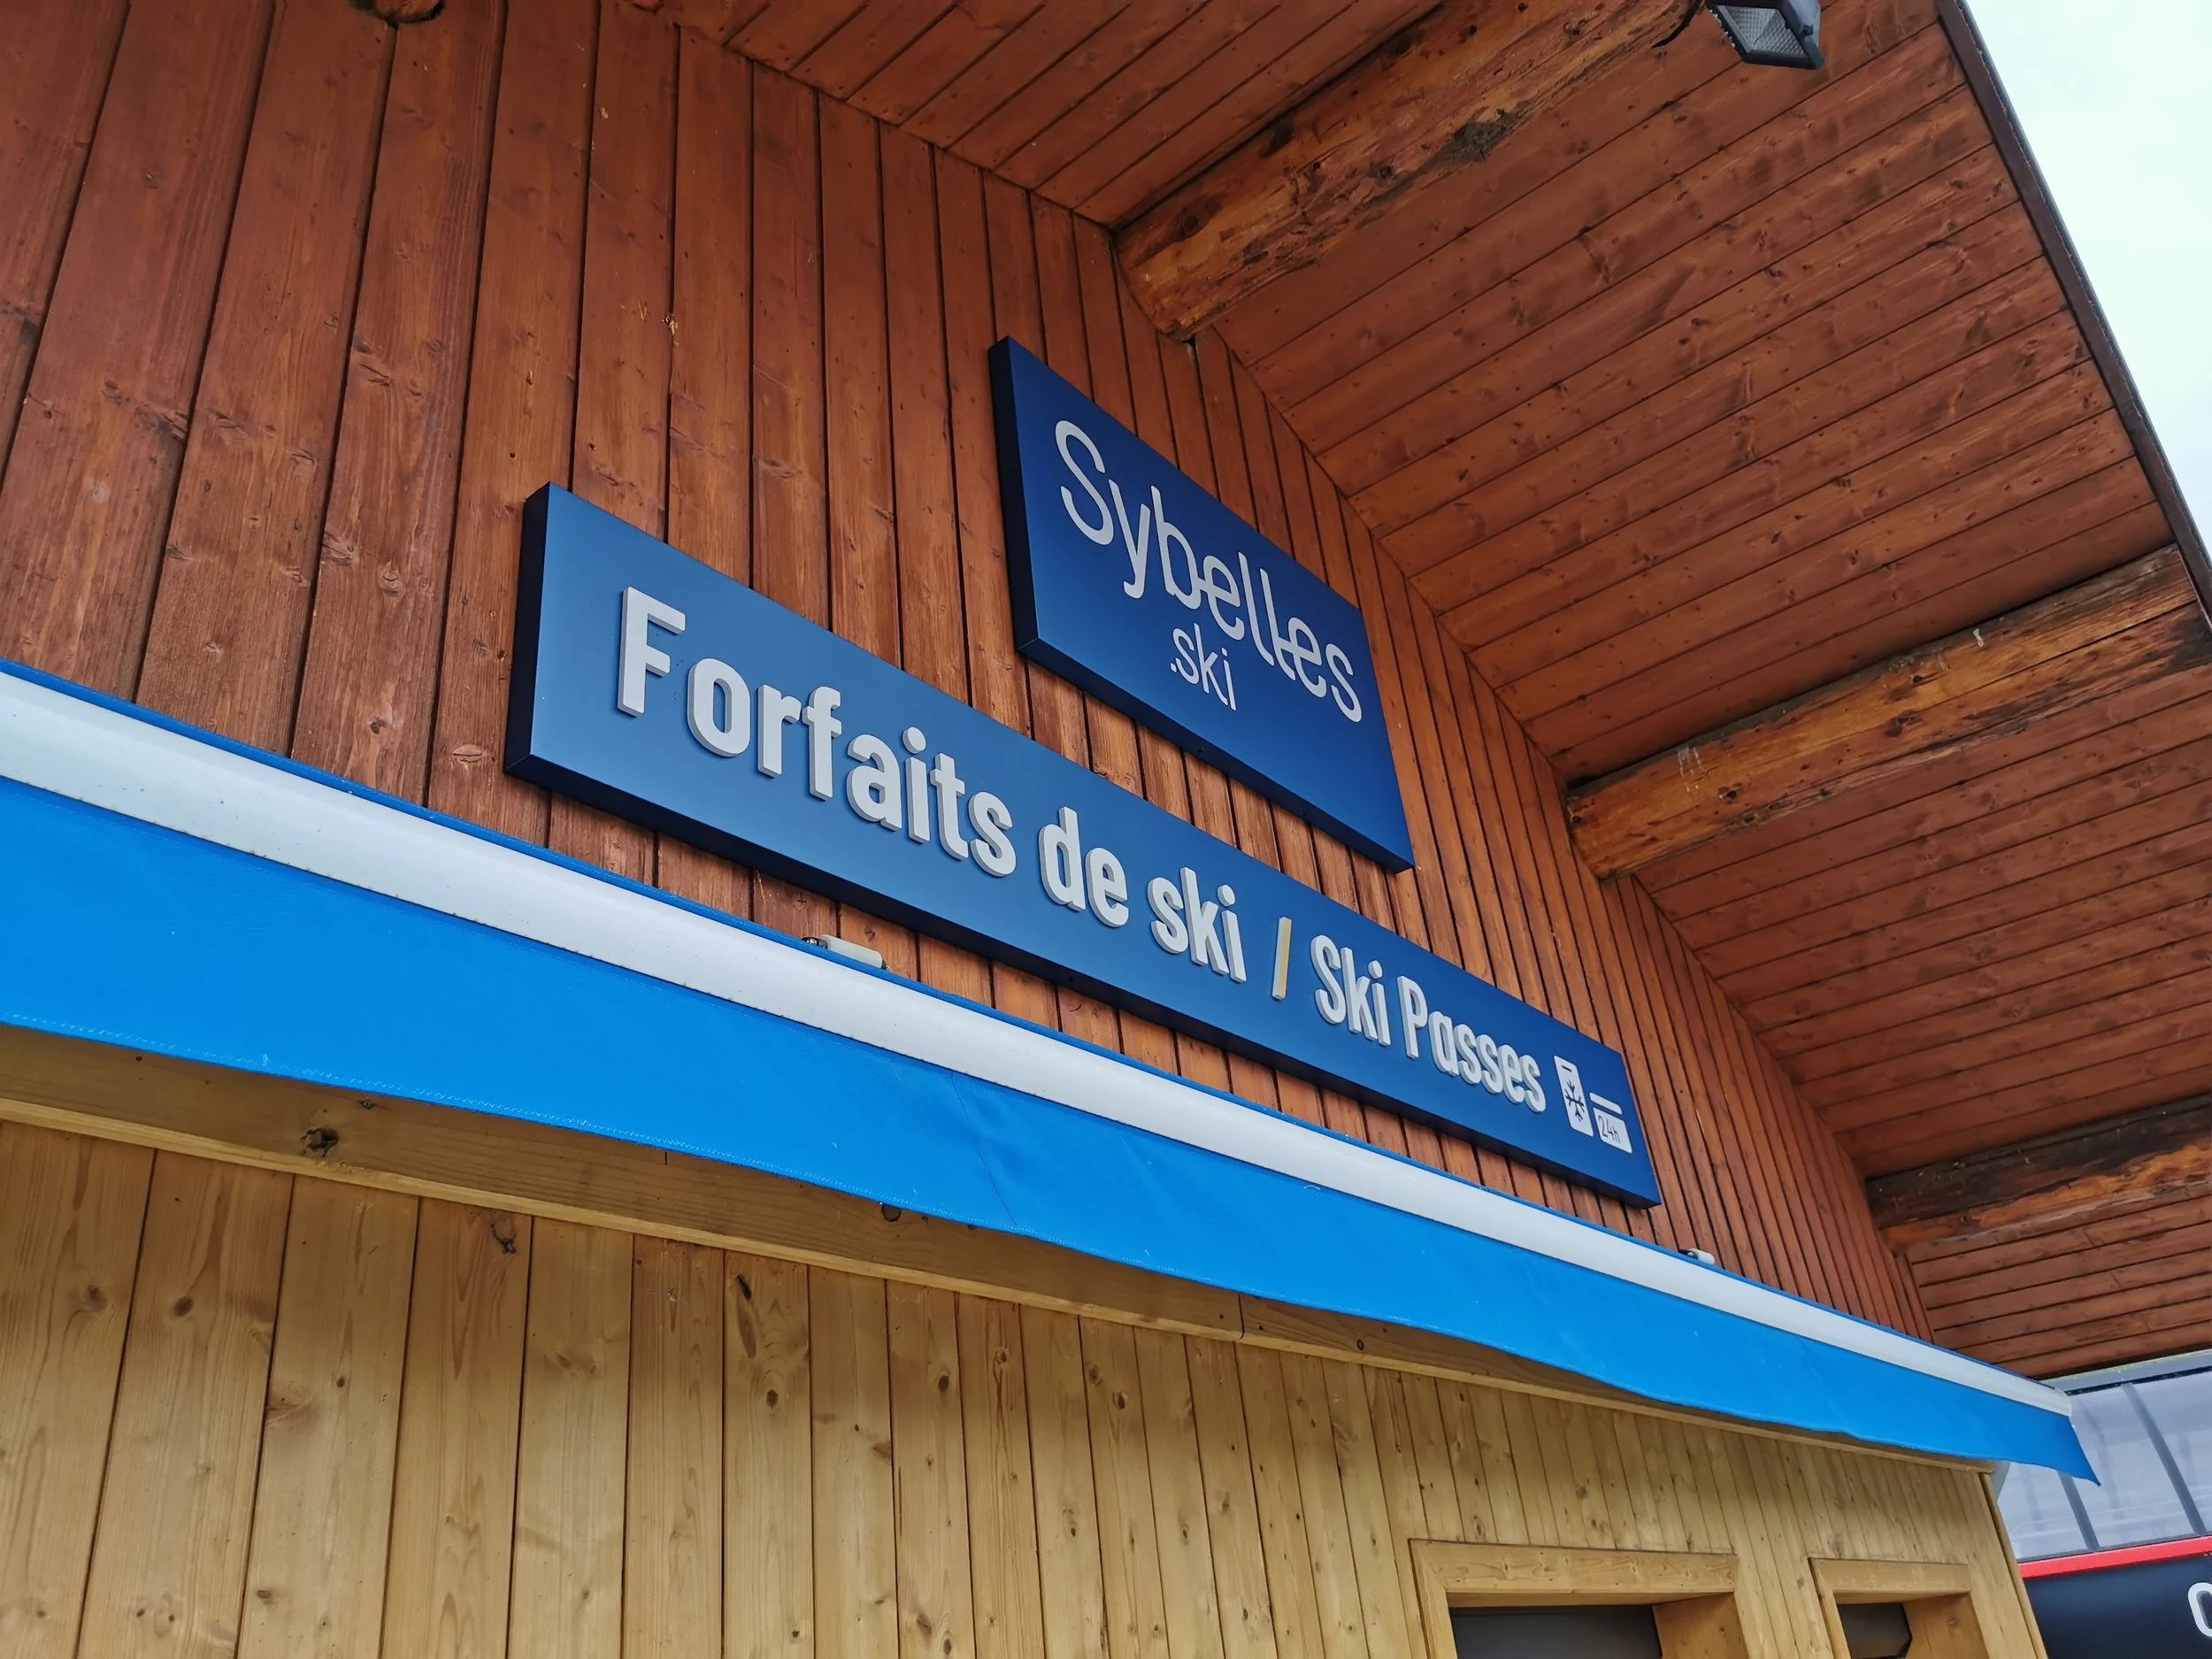 Sybelles
.ski
Forfaits de ski / Ski Passes
24h